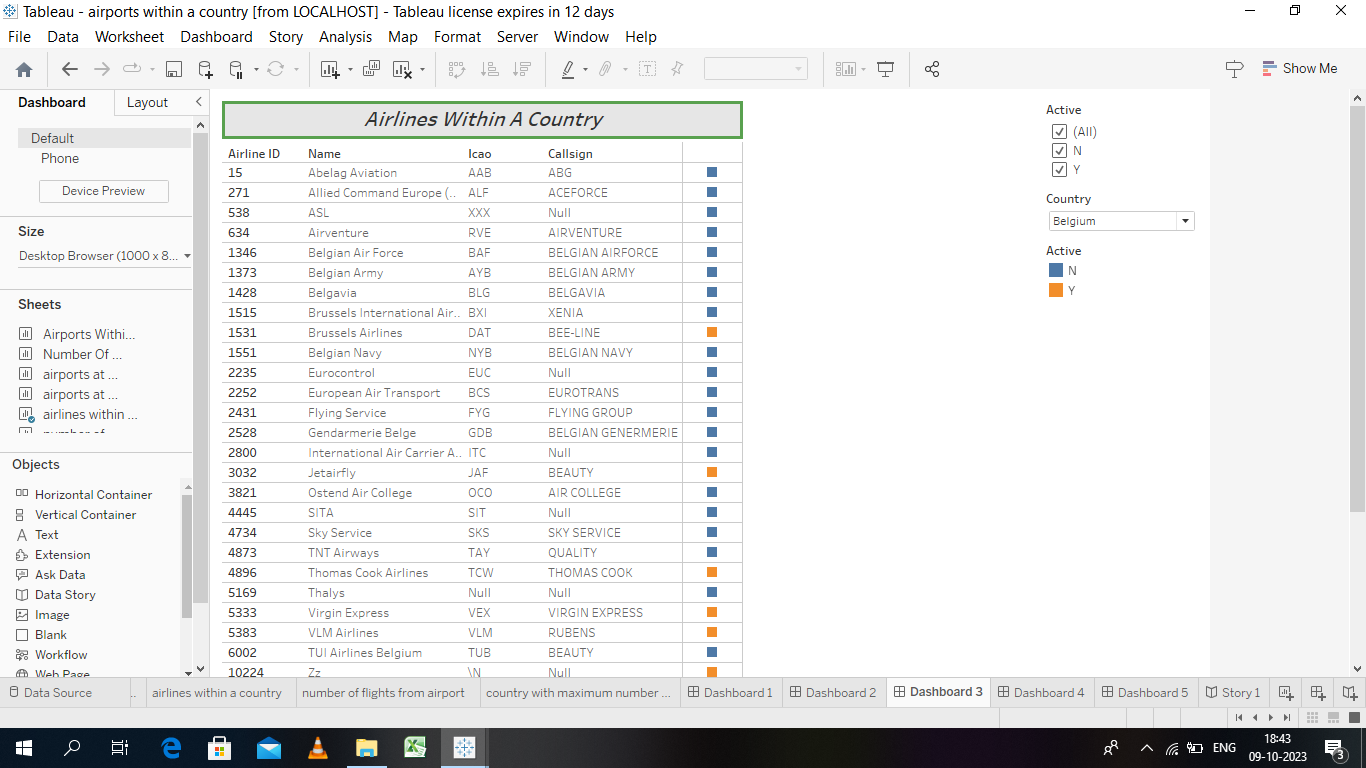 Tableau - airports within a country [from LOCALHOST] - Tableau license expires in 12 days
File Data Worksheet Dashboard Story Analysis Map Format Server Window Help
Show Me
Dashboard Layout
Default
Phone
Device Preview
Size
Desktop Browser (1000 x 8...
Sheets
Airports Withi...
Number Of ...
airports at ...
airports at ...
airlines within ...
number of
Objects
Horizontal Container
Vertical Container
Text
Extension
Ask Data
Data Story
Image
Blank
Workflow
Web Page
Airlines Within A Country
Airline ID Name Icao Callsign
15 Abelag Aviation AAB ABG
271 Allied Command Europe (.. ALF ACEFORCE
538 ASL XXX Null
634 Airventure RVE AIRVENTURE
1346 Belgian Air Force BAF BELGIAN AIRFORCE
1373 Belgian Army AYB BELGIAN ARMY
1428 Belgavia BLG BELGAVIA
1515 Brussels International Air.. BXI XENIA
1531 Brussels Airlines DAT BEE-LINE
1551 Belgian Navy NYB BELGIAN NAVY
2235 Eurocontrol EUC Null
2252 European Air Transport BCS EUROTRANS
2431 Flying Service FYG FLYING GROUP
2528 Gendarmerie Belge GDB BELGIAN GENERMERIE
2800 International Air Carrier A.. ITC Null
3032 Jetairfly JAF BEAUTY
3821 Ostend Air College OCO AIR COLLEGE
4445 SITA SIT Null
4734 Sky Service SKS SKY SERVICE
4873 TNT Airways TAY QUALITY
4896 Thomas Cook Airlines TCW THOMAS COOK
5169 Thalys Null Null
5333 Virgin Express VEX VIRGIN EXPRESS
5383 VLM Airlines VLM RUBENS
6002 TUI Airlines Belgium TUB BEAUTY
10224 Zz \N Null
Active
(All)
N
Y
Country
Belgium
Active
N
Y
Data Source .. airlines within a country number of flights from airport country with maximum number ... Dashboard 1 Dashboard 2 Dashboard 3 Dashboard 4 Dashboard 5 Story 1
ENG
18:43
09-10-2023
3